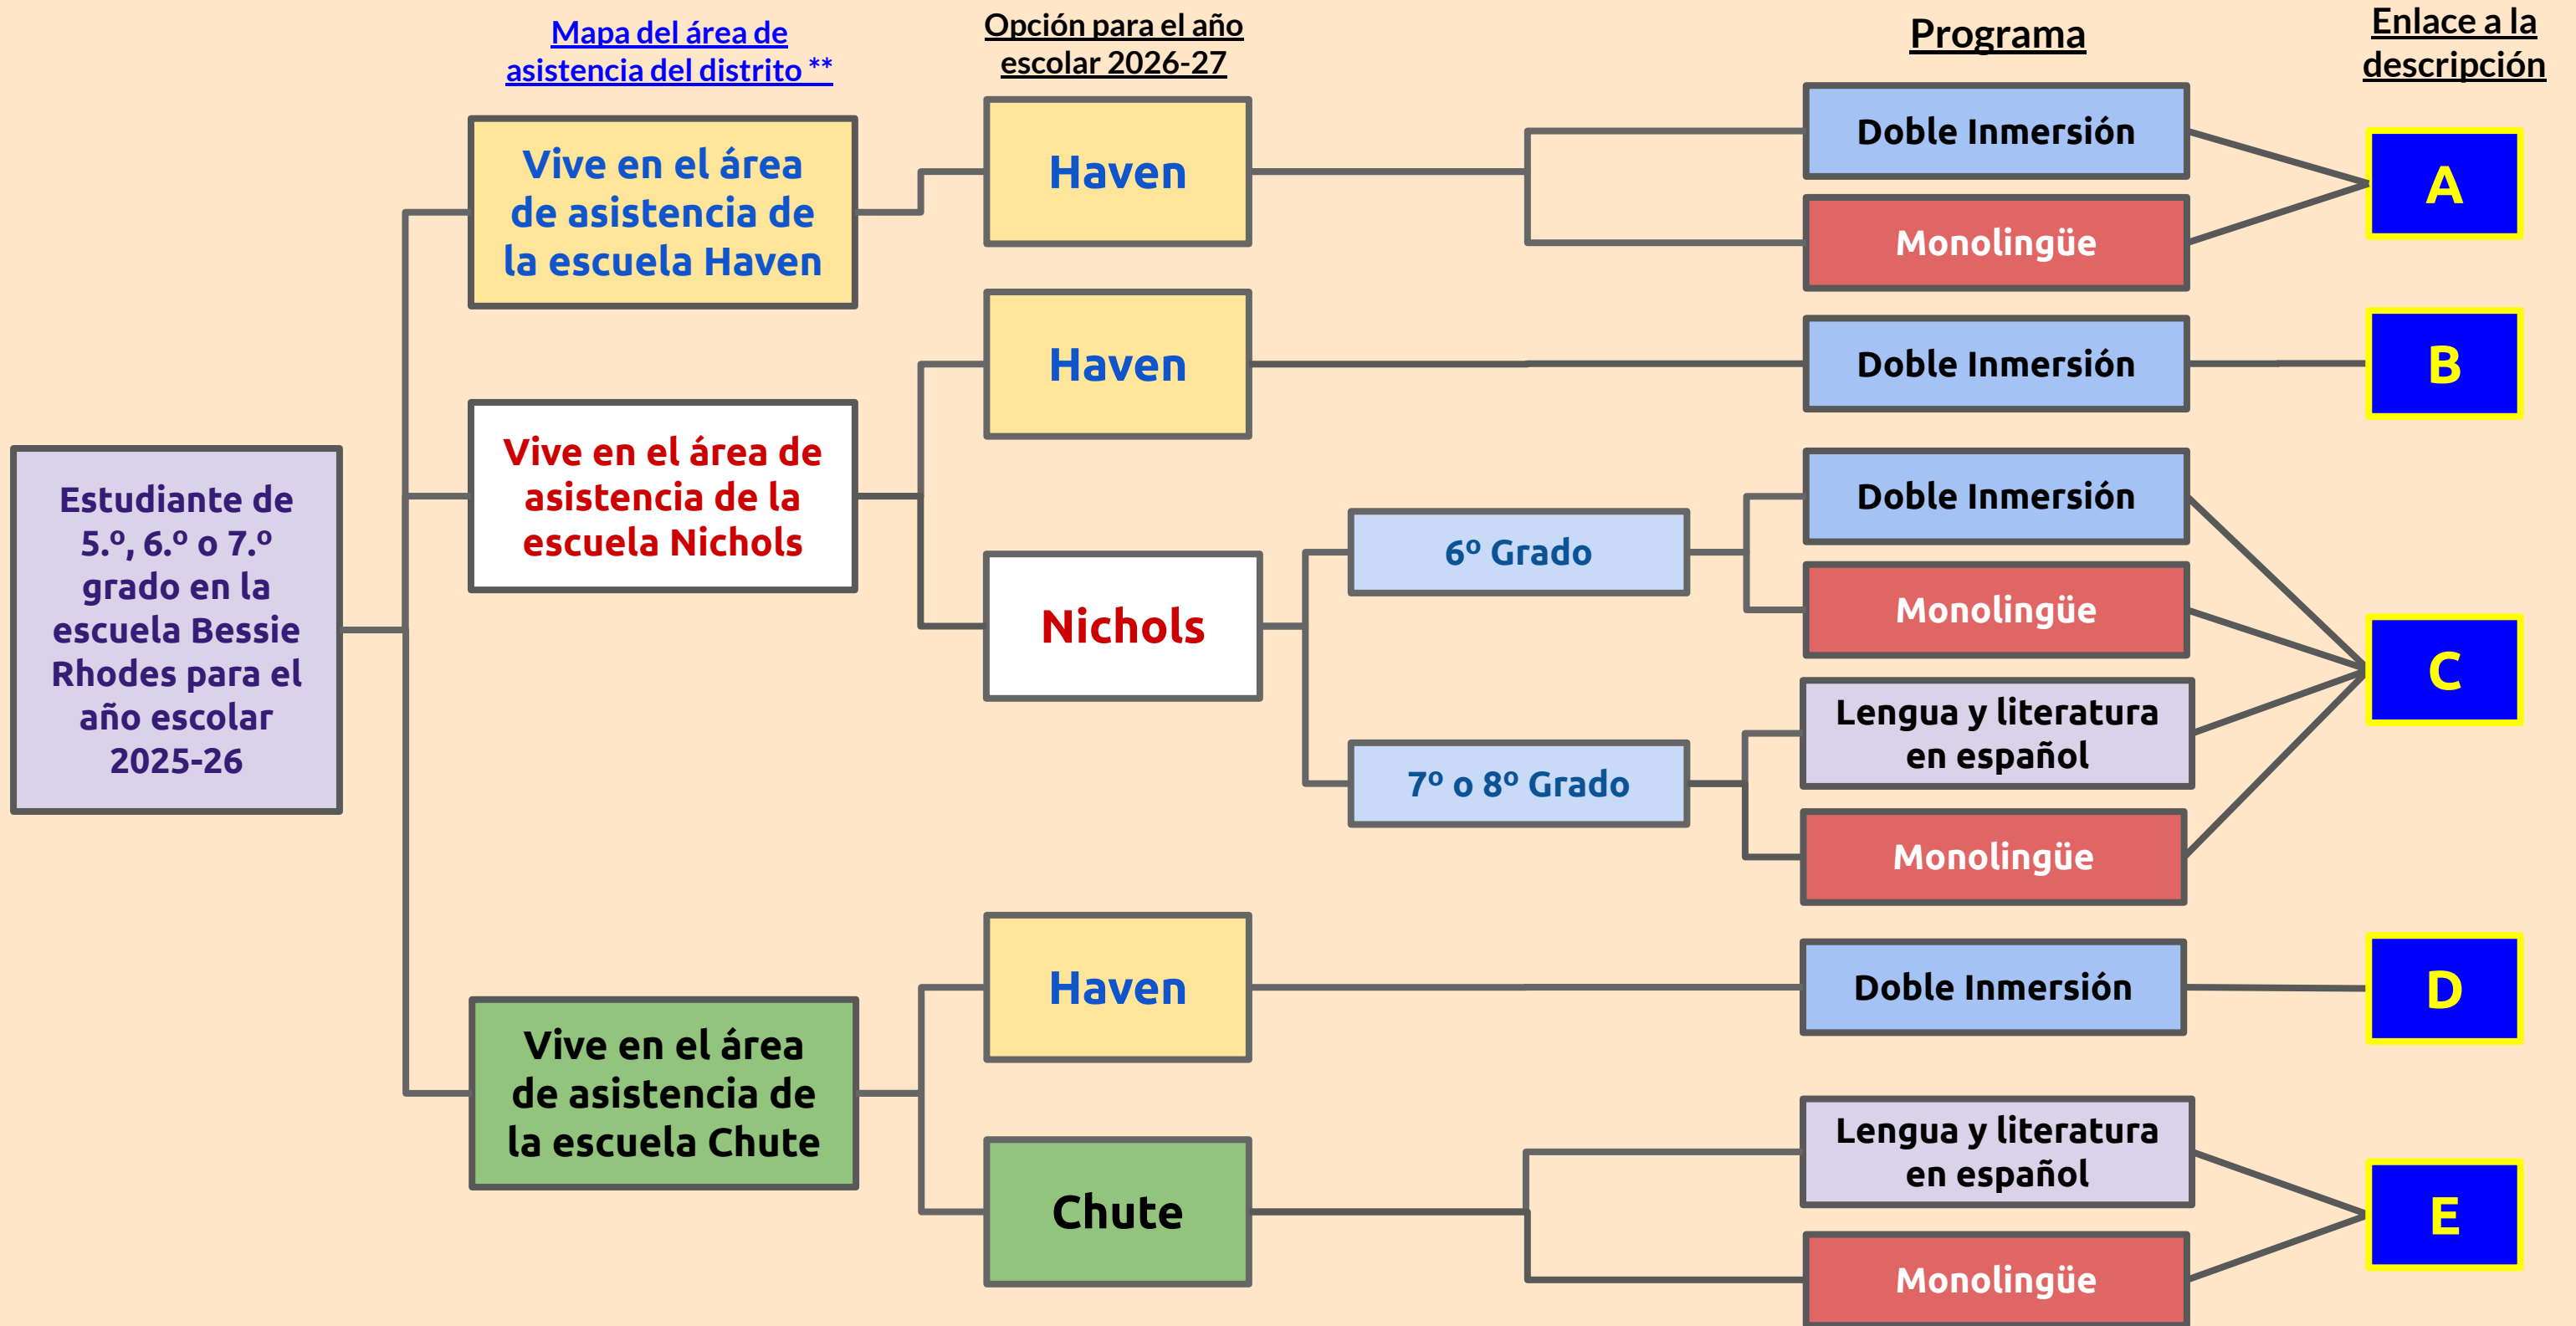 Mapa del área de
asistencia del distrito **
Opción para el año
escolar 2026-27
Programa
Enlace a la
descripción
Estudiante de
5.º, 6.º o 7.º
grado en la
escuela Bessie
Rhodes para el
año escolar
2025-26
Vive en el área
de asistencia de
la escuela Haven
Haven
Doble Inmersión
Monolingüe
A
Vive en el área de
asistencia de la
escuela Nichols
Haven
Doble Inmersión
B
Nichols
6º Grado
Doble Inmersión
Monolingüe
7º o 8º Grado
Lengua y literatura
en español
Monolingüe
C
Vive en el área
de asistencia de
la escuela Chute
Haven
Doble Inmersión
D
Chute
Lengua y literatura
en español
Monolingüe
E